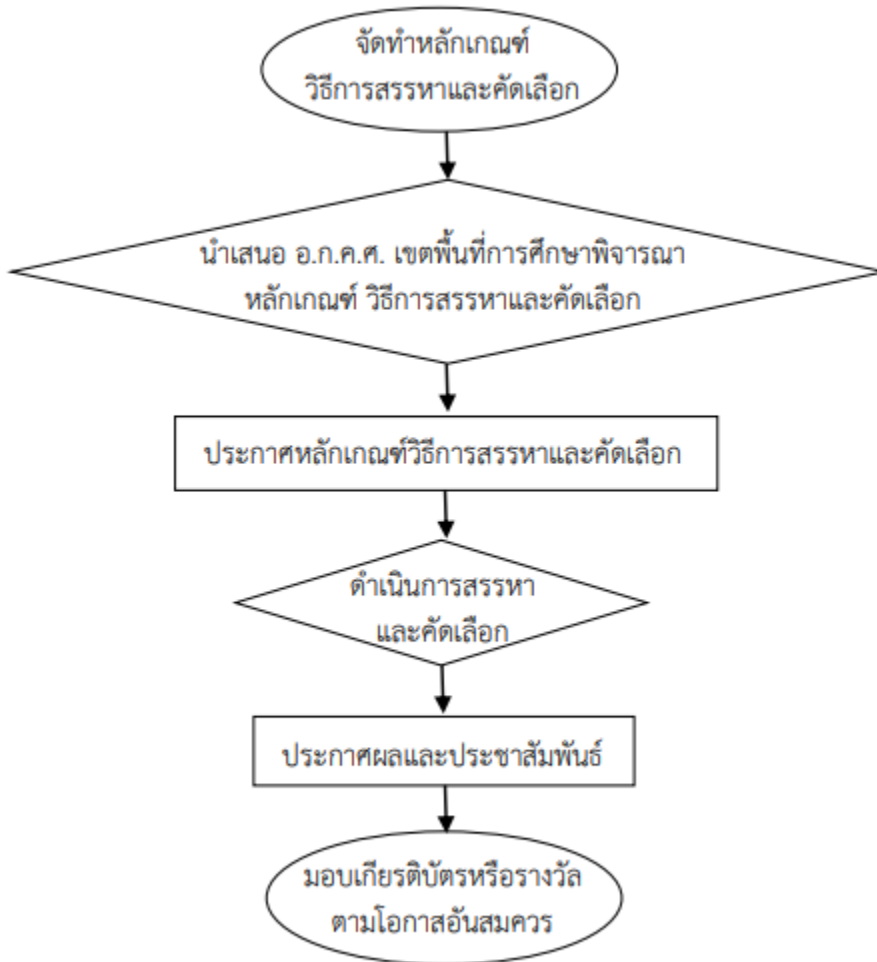 จัดทำหลักเกณฑ์
วิธีการสรรหาและคัดเลือก
นำเสนอ อ.ก.ค.ศ. เขตพื้นที่การศึกษาพิจารณา
หลักเกณฑ์ วิธีการสรรหาและคัดเลือก
ประกาศหลักเกณฑ์วิธีการสรรหาและคัดเลือก
ดำเนินการสรรหา
และคัดเลือก
ประกาศผลและประชาสัมพันธ์
มอบเกียรติบัตรหรือรางวัล
ตามโอกาสอันสมควร